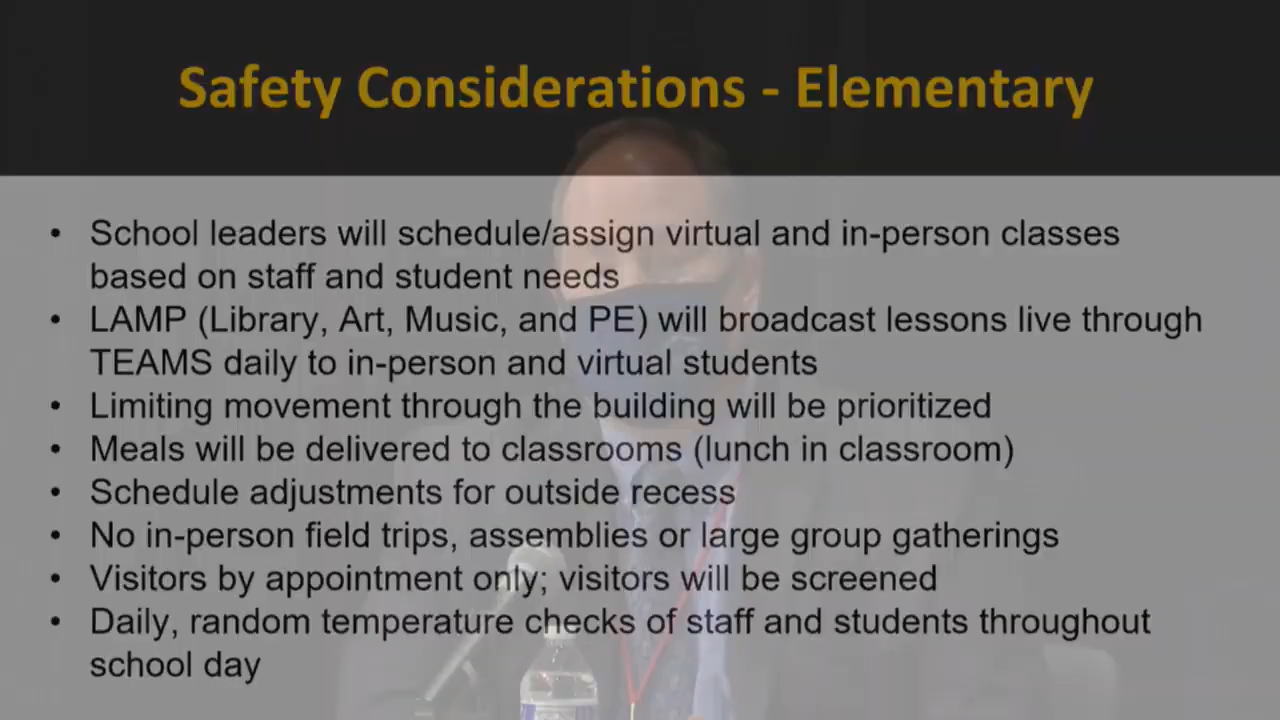 Safety Considerations - Elementary
• School leaders will schedule/assign virtual and in-person classes
based on staff and student needs
• LAMP (Library, Art, Music, and PE) will broadcast lessons live through
TEAMS daily to in-person and virtual students
• Limiting movement through the building will be prioritized
• Meals will be delivered to classrooms (lunch in classroom)
• Schedule adjustments for outside recess
• No in-person field trips, assemblies or large group gatherings
• Visitors by appointment only; visitors will be screened
• Daily, random temperature checks of staff and students throughout
school day